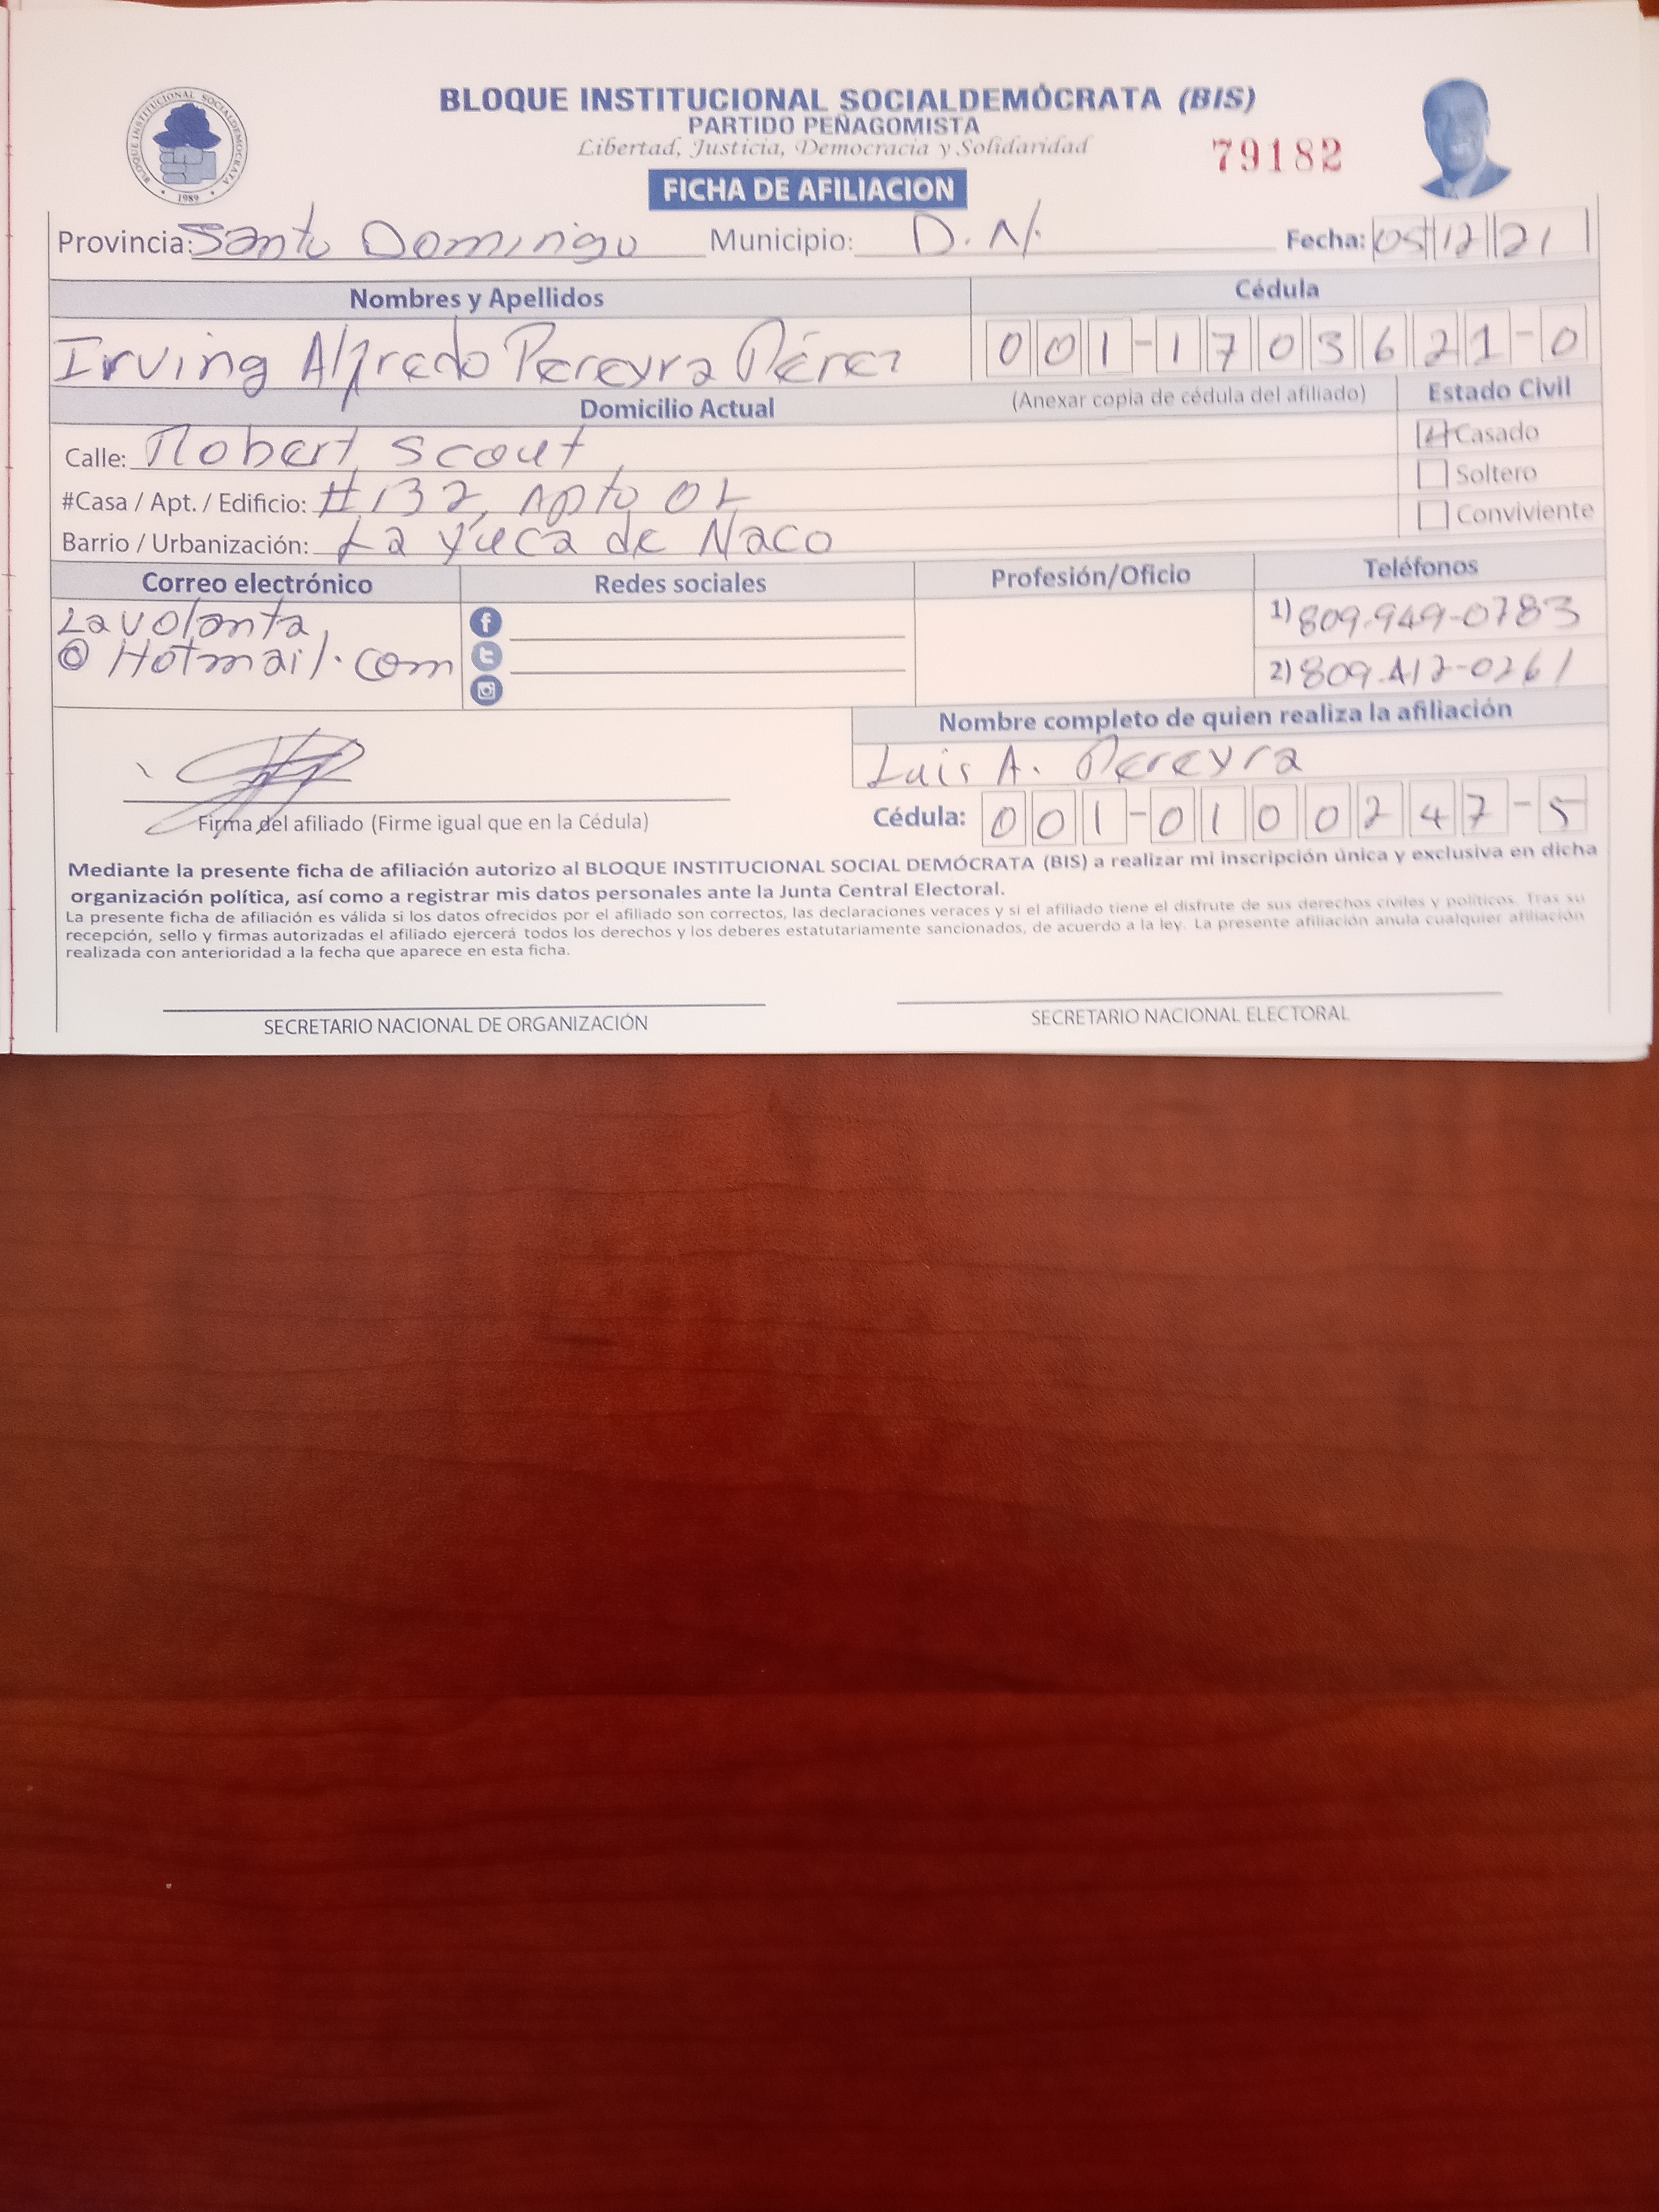 BLOQUE INSTITUCIONAL SOCIALDEMÓCRATA (BIS)
PARTIDO PEÑAGOMISTA
Libertad, Justicia, Democracia y Solidaridad
79182
BLOQUE INSTITUCIONAL SOCIALDEMOCRATA
1989
FICHA DE AFILIACION
Provincia: Santo Domingo Municipio: D.N. Fecha: 05 12 21
Nombres y Apellidos Cédula
Irving Alfredo Pereyra Pérez 001-1703621-0
Domicilio Actual (Anexar copia de cédula del afiliado) Estado Civil
Calle: Robert Scout Casado
Soltero
#Casa / Apt. / Edificio: #132, Apto 02
Conviviente
Barrio / Urbanización: La Yuca de Naco
Correo electrónico Redes sociales Profesión/Oficio Teléfonos
Lavolanta 1) 809-949-0783
@Hotmail.com 2) 809-412-0261
Nombre completo de quien realiza la afiliación
Luis A. Pereyra
Cédula: 001-0100247-5
Firma del afiliado (Firme igual que en la Cédula)
Mediante la presente ficha de afiliación autorizo al BLOQUE INSTITUCIONAL SOCIAL DEMÓCRATA (BIS) a realizar mi inscripción única y exclusiva en dicha
organización política, así como a registrar mis datos personales ante la Junta Central Electoral.
La presente ficha de afiliación es válida si los datos ofrecidos por el afiliado son correctos, las declaraciones veraces y si el afiliado tiene el disfrute de sus derechos civiles y políticos. Tras su
recepción, sello y firmas autorizadas el afiliado ejercerá todos los derechos y los deberes estatutariamente sancionados, de acuerdo a la ley. La presente afiliación anula cualquier afiliación
realizada con anterioridad a la fecha que aparece en esta ficha.
SECRETARIO NACIONAL DE ORGANIZACIÓN SECRETARIO NACIONAL ELECTORAL